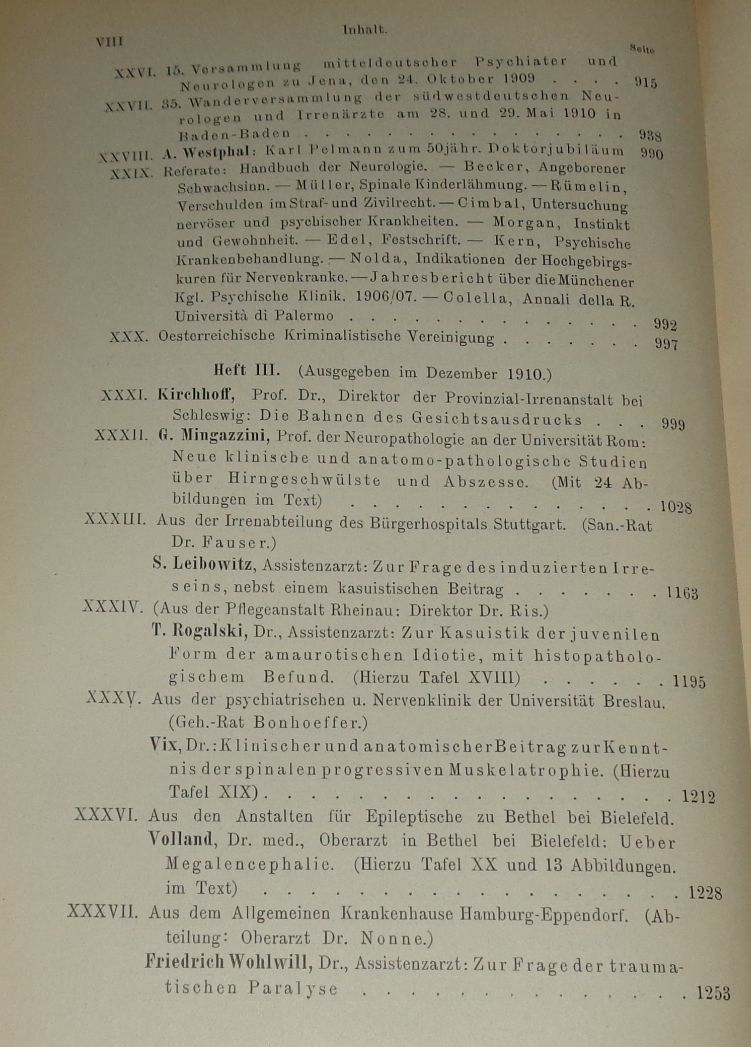 VIII
Inhalt.
Seite
XXVI. 15. Versammlung mitteldeutscher Psychiater und
Neurologen zu Jena, den 24. Oktober 1909 . . . . 915
XXVII. 35. Wanderversammlung der südwestdeutschen Neu-
rologen und Irrenärzte am 28. und 29. Mai 1910 in
Baden-Baden . . . . . . . . . . . . . . . . 938
XXVIII. A. Westphal: Karl Pelmann zum 50jähr. Doktorjubiläum 990
XXIX. Referate: Handbuch der Neurologie. — Becker, Angeborener
Schwachsinn. — Müller, Spinale Kinderlähmung. — Rümelin,
Verschulden im Straf- und Zivilrecht. — Cimbal, Untersuchung
nervöser und psychischer Krankheiten. — Morgan, Instinkt
und Gewohnheit. — Edel, Festschrift. — Kern, Psychische
Krankenbehandlung. — Nolda, Indikationen der Hochgebirgs-
kuren für Nervenkranke. — Jahresbericht über die Münchener
Kgl. Psychische Klinik. 1906/07. — Colella, Annali della R.
Università di Palermo . . . . . . . . . . . . . 992
XXX. Oesterreichische Kriminalistische Vereinigung . . . . . . . 997
Heft III. (Ausgegeben im Dezember 1910.)
XXXI. Kirchhoff, Prof. Dr., Direktor der Provinzial-Irrenanstalt bei
Schleswig: Die Bahnen des Gesichtsausdrucks . . . 999
XXXII. G. Mingazzini, Prof. der Neuropathologie an der Universität Rom:
Neue klinische und anatomo-pathologische Studien
über Hirngeschwülste und Abszesse. (Mit 24 Ab-
bildungen im Text) . . . . . . . . . . . . . 1028
XXXIII. Aus der Irrenabteilung des Bürgerhospitals Stuttgart. (San.-Rat
Dr. Fauser.)
S. Leibowitz, Assistenzarzt: Zur Frage des induzierten Irre-
seins, nebst einem kasuistischen Beitrag . . . . . . . 1163
XXXIV. (Aus der Pflegeanstalt Rheinau: Direktor Dr. Ris.)
T. Rogalski, Dr., Assistenzarzt: Zur Kasuistik der juvenilen
Form der amaurotischen Idiotie, mit histopatholo-
gischem Befund. (Hierzu Tafel XVIII) . . . . . . 1195
XXXV. Aus der psychiatrischen u. Nervenklinik der Universität Breslau.
(Geh.-Rat Bonhoeffer.)
Vix, Dr.: Klinischer und anatomischer Beitrag zur Kennt-
nis der spinalen progressiven Muskelatrophie. (Hierzu
Tafel XIX) . . . . . . . . . . . . . . . . . 1212
XXXVI. Aus den Anstalten für Epileptische zu Bethel bei Bielefeld.
Volland, Dr. med., Oberarzt in Bethel bei Bielefeld: Ueber
Megalencephalie. (Hierzu Tafel XX und 13 Abbildungen.
im Text) . . . . . . . . . . . . . . . . . 1228
XXXVII. Aus dem Allgemeinen Krankenhause Hamburg-Eppendorf. (Ab-
teilung: Oberarzt Dr. Nonne.)
Friedrich Wohlwill, Dr., Assistenzarzt: Zur Frage der trauma-
tischen Paralyse . . . . . . . . . . . . . . 1253